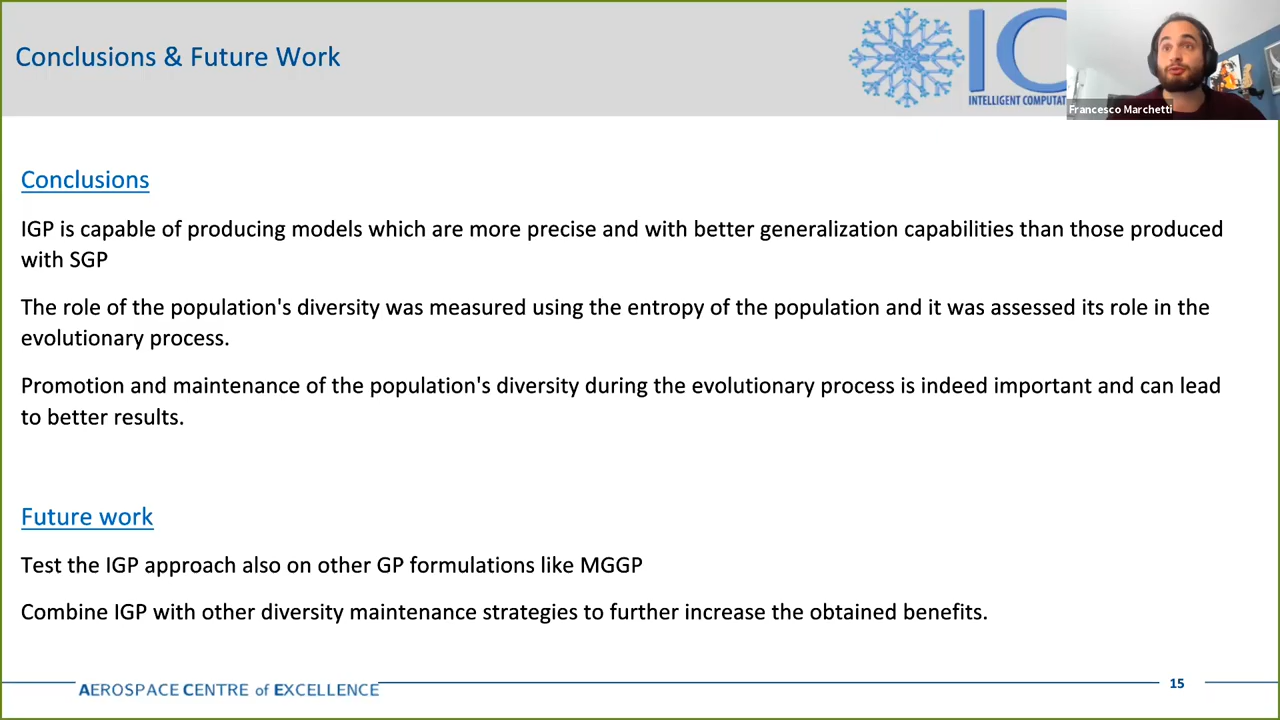 Conclusions & Future Work
IC
INTELLIGENT COMPUTAT
Francesco Marchetti
Conclusions
IGP is capable of producing models which are more precise and with better generalization capabilities than those produced
with SGP
The role of the population's diversity was measured using the entropy of the population and it was assessed its role in the
evolutionary process.
Promotion and maintenance of the population's diversity during the evolutionary process is indeed important and can lead
to better results.
Future work
Test the IGP approach also on other GP formulations like MGGP
Combine IGP with other diversity maintenance strategies to further increase the obtained benefits.
AEROSPACE CENTRE of EXCELLENCE
15